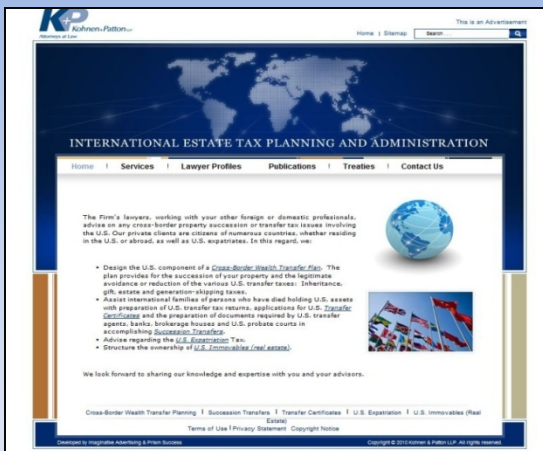 K+P
Kohnen & Patton LLP
Attorneys at Law
This is an Advertisement
Home | Sitemap
Search . . .
INTERNATIONAL ESTATE TAX PLANNING AND ADMINISTRATION
Home | Services | Lawyer Profiles Publications | Treaties | Contact Us
The Firm's lawyers, working with your other foreign or domestic professionals,
advise on any cross-border property succession or transfer tax issues involving
the U.S. Our private clients are citizens of numerous countries, whether residing
in the U.S. or abroad, as well as U.S. expatriates. In this regard, we:
• Design the U.S. component of a Cross-Border Wealth Transfer Plan. The
plan provides for the succession of your property and the legitimate
avoidance or reduction of the various U.S. transfer taxes: Inheritance,
gift, estate and generation-skipping taxes.
• Assist international families of persons who have died holding U.S. assets
with preparation of U.S. transfer tax returns, applications for U.S. Transfer
Certificates and the preparation of documents required by U.S. transfer
agents, banks, brokerage houses and U.S. probate courts in
accomplishing Succession Transfers.
• Advise regarding the U.S. Expatriation Tax.
• Structure the ownership of U.S. Immovables (real estate).
We look forward to sharing our knowledge and expertise with you and your advisors.
Cross-Border Wealth Transfer Planning | Succession Transfers | Transfer Certificates | U.S. Expatriation | U.S. Immovables (Real
Estate)
Terms of Use | Privacy Statement Copyright Notice
Developed by Imaginative Advertising & Prism Success
Copyright © 2010 Kohnen & Patton LLP. All rights reserved.